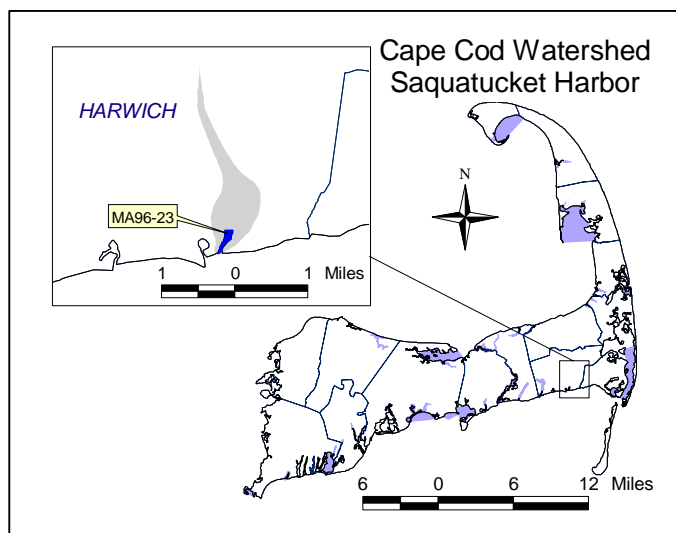 Cape Cod Watershed
Saquatucket Harbor
HARWICH
MA96-23
1 0 1 Miles
N
6 0 6 12 Miles